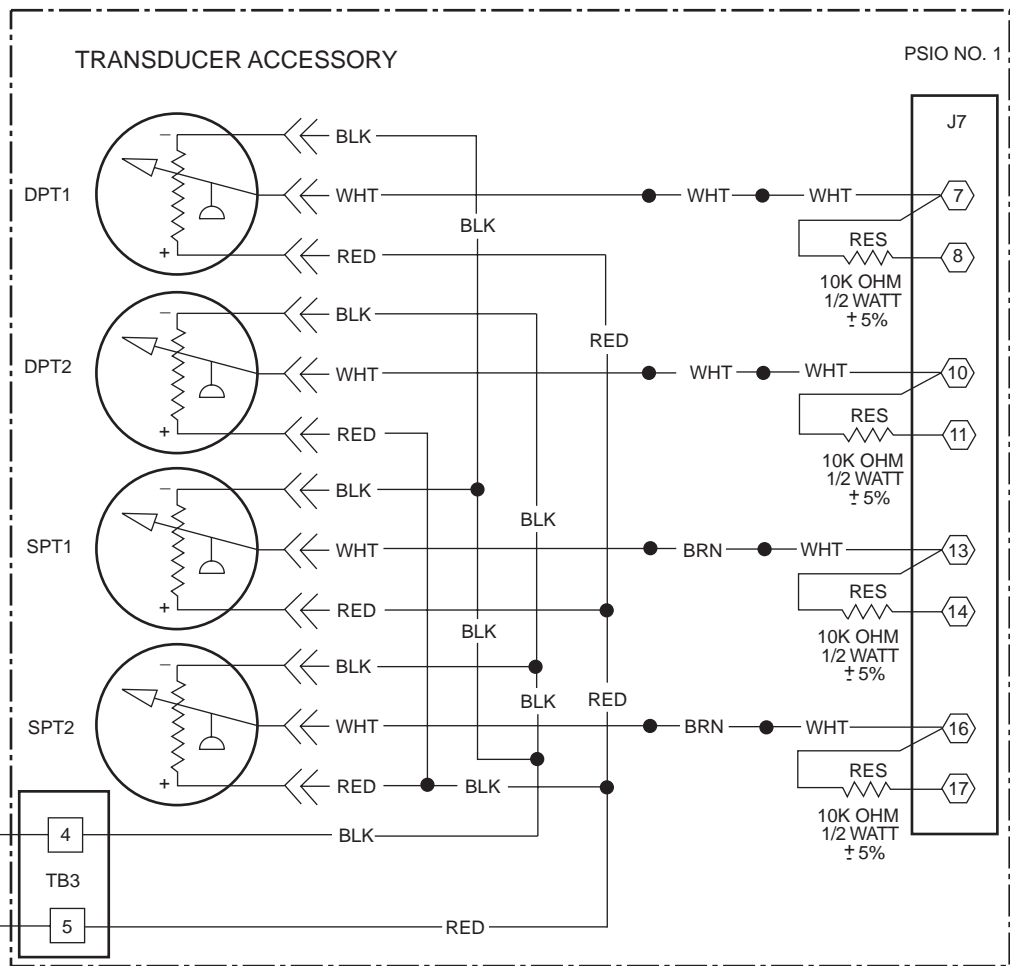 TRANSDUCER ACCESSORY
PSIO NO. 1
J7
−
BLK
DPT1
WHT
WHT
WHT
7
BLK
+
RED
RES
8
10K OHM
1/2 WATT
± 5%
−
BLK
RED
DPT2
WHT
WHT
WHT
10
+
RED
RES
11
10K OHM
1/2 WATT
± 5%
−
BLK
BLK
SPT1
WHT
BRN
WHT
13
+
RED
RES
14
BLK
10K OHM
1/2 WATT
± 5%
−
BLK
BLK
RED
SPT2
WHT
BRN
WHT
16
+
RED
BLK
RES
17
10K OHM
1/2 WATT
± 5%
4
BLK
TB3
5
RED